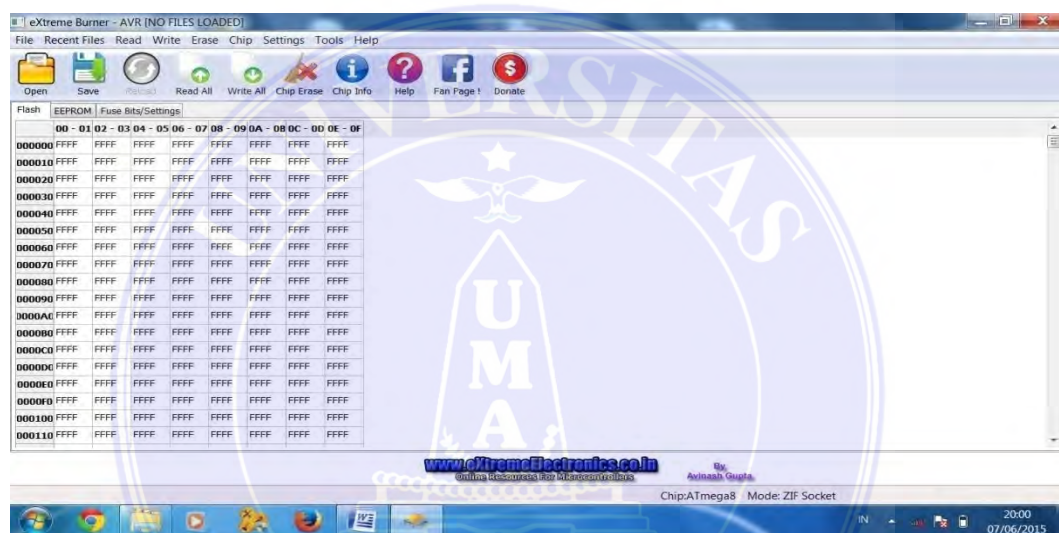 eXtreme Burner - AVR [NO FILES LOADED]
File Recent Files Read Write Erase Chip Settings Tools Help
Open Save Reload Read All Write All Chip Erase Chip Info Help Fan Page ! Donate
Flash EEPROM Fuse Bits/Settings
00 - 01 02 - 03 04 - 05 06 - 07 08 - 09 0A - 0B 0C - 0D 0E - 0F
000000 FFFF FFFF FFFF FFFF FFFF FFFF FFFF FFFF
000010 FFFF FFFF FFFF FFFF FFFF FFFF FFFF FFFF
000020 FFFF FFFF FFFF FFFF FFFF FFFF FFFF FFFF
000030 FFFF FFFF FFFF FFFF FFFF FFFF FFFF FFFF
000040 FFFF FFFF FFFF FFFF FFFF FFFF FFFF FFFF
000050 FFFF FFFF FFFF FFFF FFFF FFFF FFFF FFFF
000060 FFFF FFFF FFFF FFFF FFFF FFFF FFFF FFFF
000070 FFFF FFFF FFFF FFFF FFFF FFFF FFFF FFFF
000080 FFFF FFFF FFFF FFFF FFFF FFFF FFFF FFFF
000090 FFFF FFFF FFFF FFFF FFFF FFFF FFFF FFFF
0000A0 FFFF FFFF FFFF FFFF FFFF FFFF FFFF FFFF
0000B0 FFFF FFFF FFFF FFFF FFFF FFFF FFFF FFFF
0000C0 FFFF FFFF FFFF FFFF FFFF FFFF FFFF FFFF
0000D0 FFFF FFFF FFFF FFFF FFFF FFFF FFFF FFFF
0000E0 FFFF FFFF FFFF FFFF FFFF FFFF FFFF FFFF
0000F0 FFFF FFFF FFFF FFFF FFFF FFFF FFFF FFFF
000100 FFFF FFFF FFFF FFFF FFFF FFFF FFFF FFFF
000110 FFFF FFFF FFFF FFFF FFFF FFFF FFFF FFFF
UNIVERSITAS
UMA
www.eXtremeElectronics.co.in
Online Resources For Microcontrollers
By
Avinash Gupta
Chip:ATmega8 Mode: ZIF Socket
IN
20:00
07/06/2015